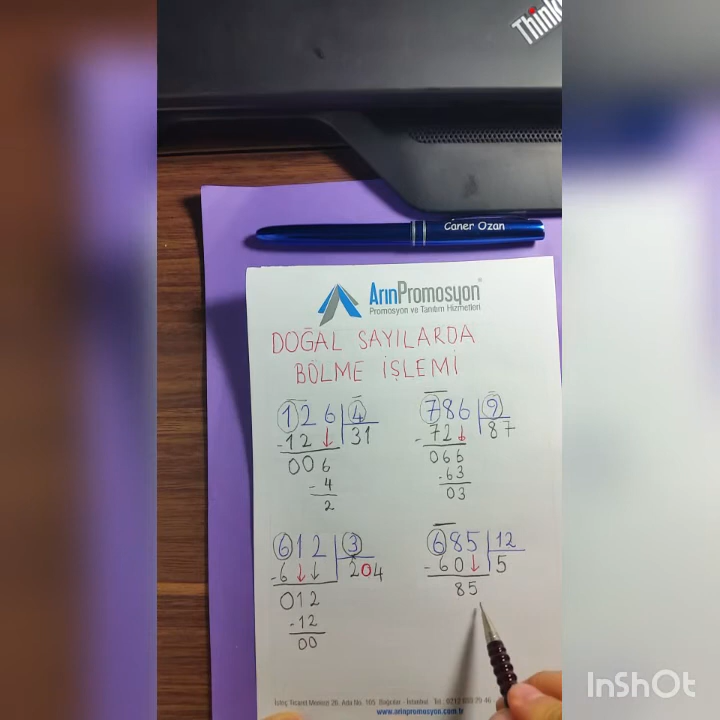 Think
Caner Ozan
ArınPromosyon®
Promosyon ve Tanıtım Hizmetleri
DOĞAL SAYILARDA
BÖLME İŞLEMİ
126 4
-12 31
006
-4
2
786 9
-72 87
066
-63
03
612 3
-6 204
012
-12
00
685 12
-60 5
85
www.arinpromosyon.com.tr
InShOt